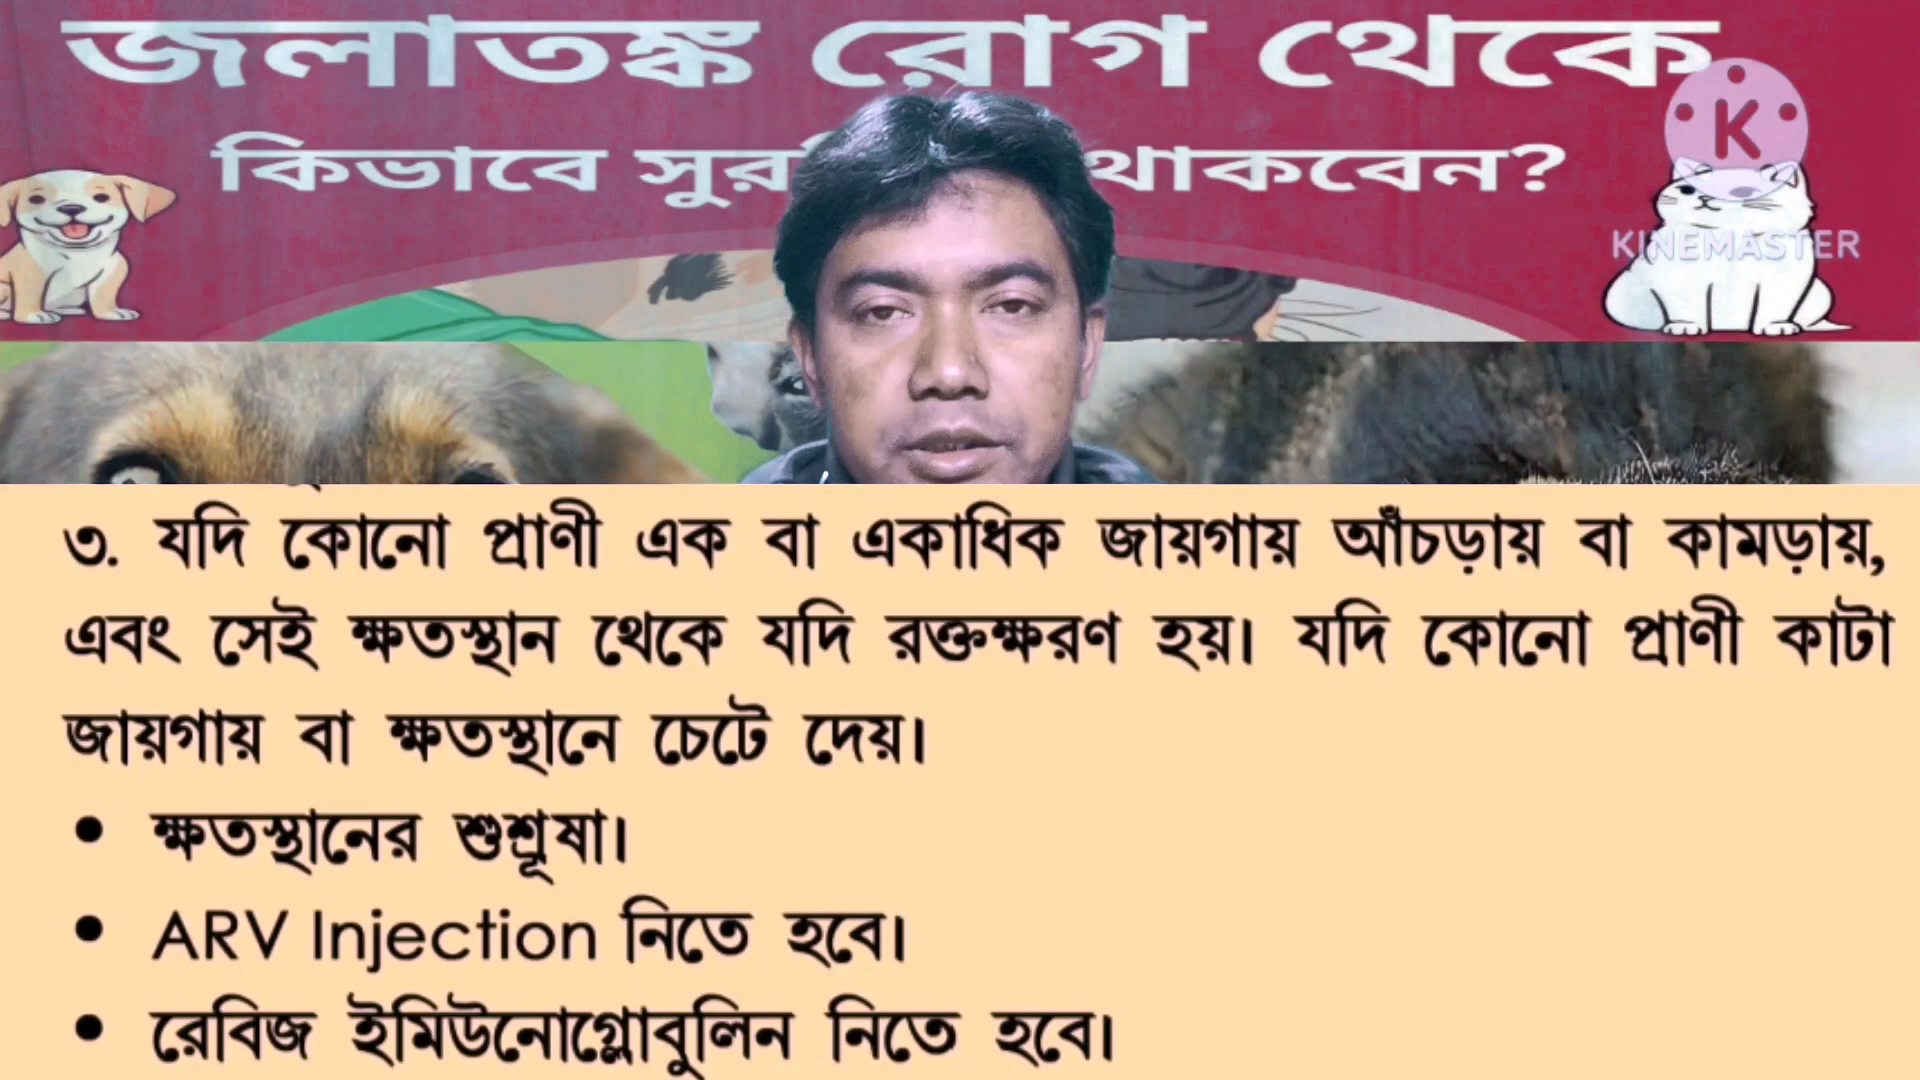 জলাতঙ্ক রোগ থেকে
কিভাবে থাকবেন?
K
KINEMASTER
৩. যদি কোনো প্রাণী এক বা একাধিক জায়গায় আঁচড়ায় বা কামড়ায়,
এবং সেই ক্ষতস্থান থেকে যদি রক্তক্ষরণ হয়। যদি কোনো প্রাণী কাটা
জায়গায় বা ক্ষতস্থানে চেটে দেয়।
• ক্ষতস্থানের শুশ্রূষা।
• ARV Injection নিতে হবে।
• রেবিজ ইমিউনোগ্লোবুলিন নিতে হবে।